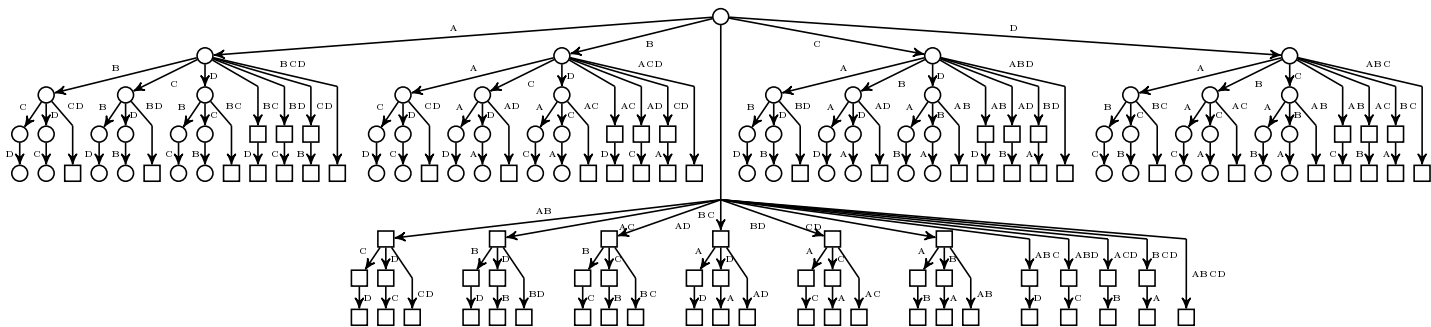 A B C D
B C D BCD A C D ACD A B D ABD A B C ABC
C D CD B D BD B C BC BC BD CD C D CD A D AD A C AC AC AD CD B D BD A D AD A B AB AB AD BD B C BC A C AC A B AB AB AC BC
D C D B C B D C B D C D A C A D C A D B D A B A D B A C B C A B A C B A
AB AC AD BC BD CD
C D B D B C A D A C A B ABC ABD ACD BCD
D C CD D B BD C B BC D A AD C A AC B A AB D C B A ABCD